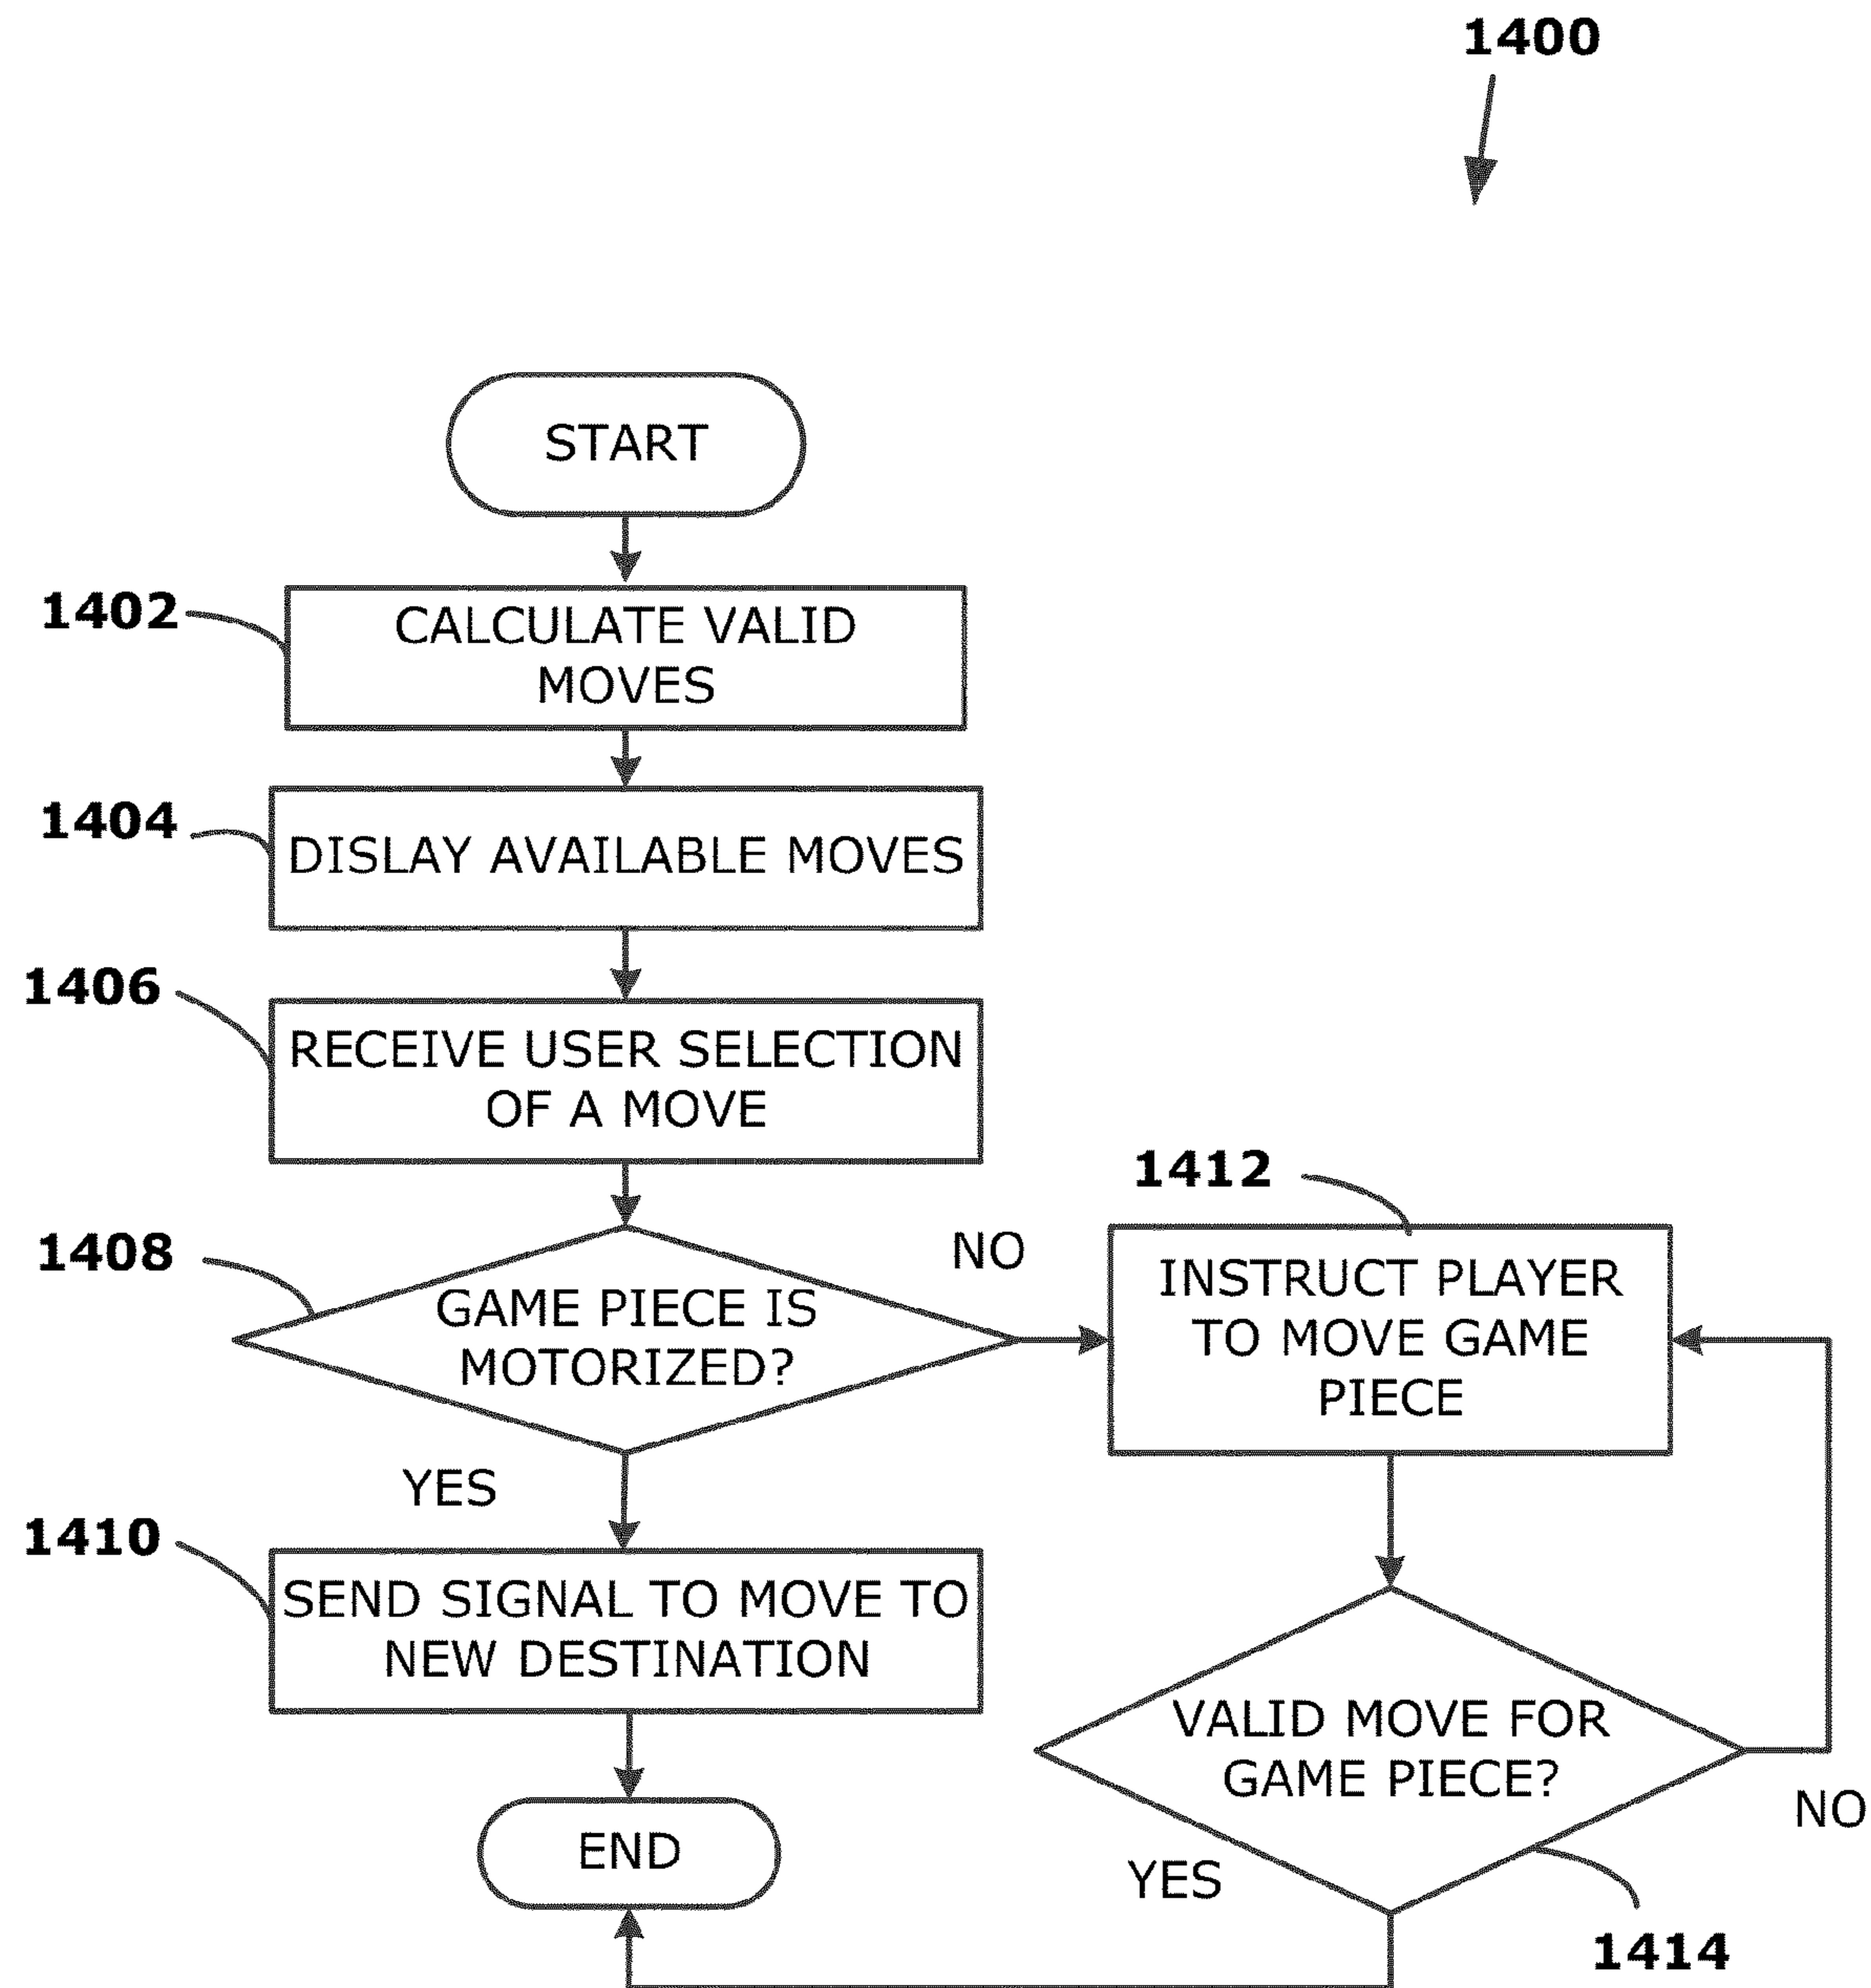 1400
START
1402
CALCULATE VALID
MOVES
1404
DISLAY AVAILABLE MOVES
1406
RECEIVE USER SELECTION
OF A MOVE
1408
GAME PIECE IS
MOTORIZED?
NO
1412
INSTRUCT PLAYER
TO MOVE GAME
PIECE
YES
1410
SEND SIGNAL TO MOVE TO
NEW DESTINATION
VALID MOVE FOR
GAME PIECE?
NO
YES
1414
END